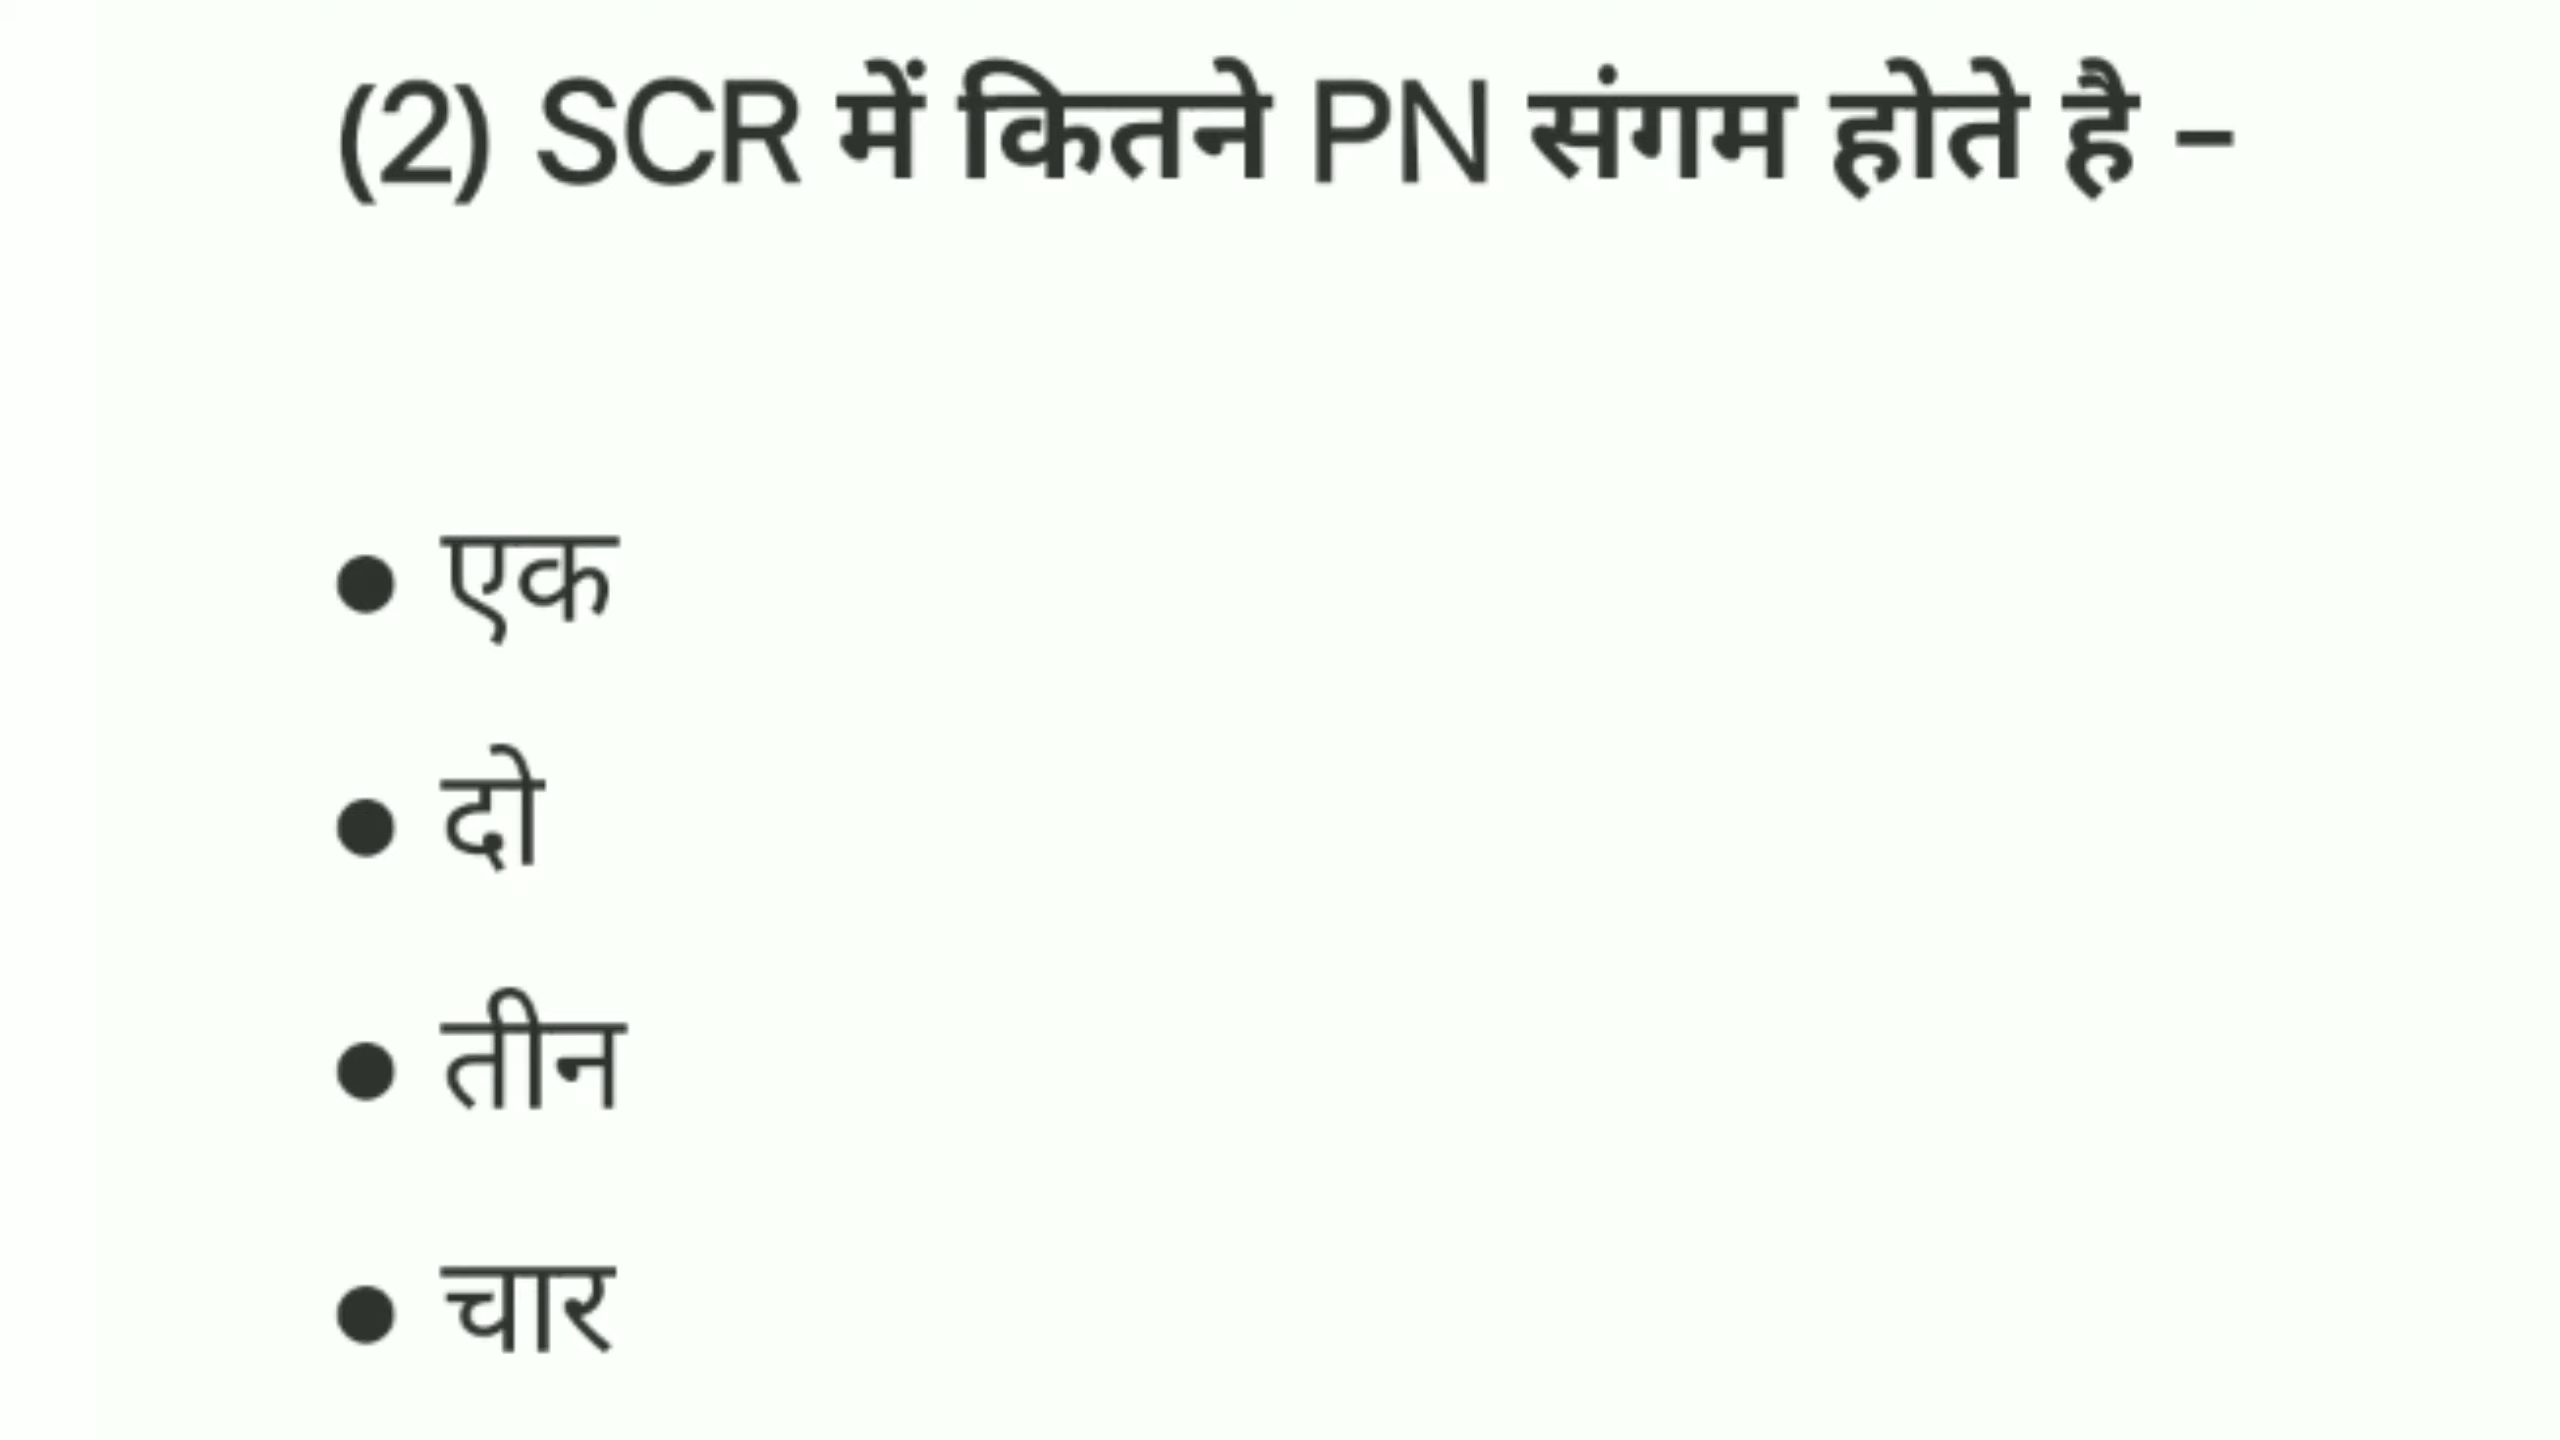 (2) SCR में कितने PN संगम होते है –
● एक
● दो
● तीन
● चार